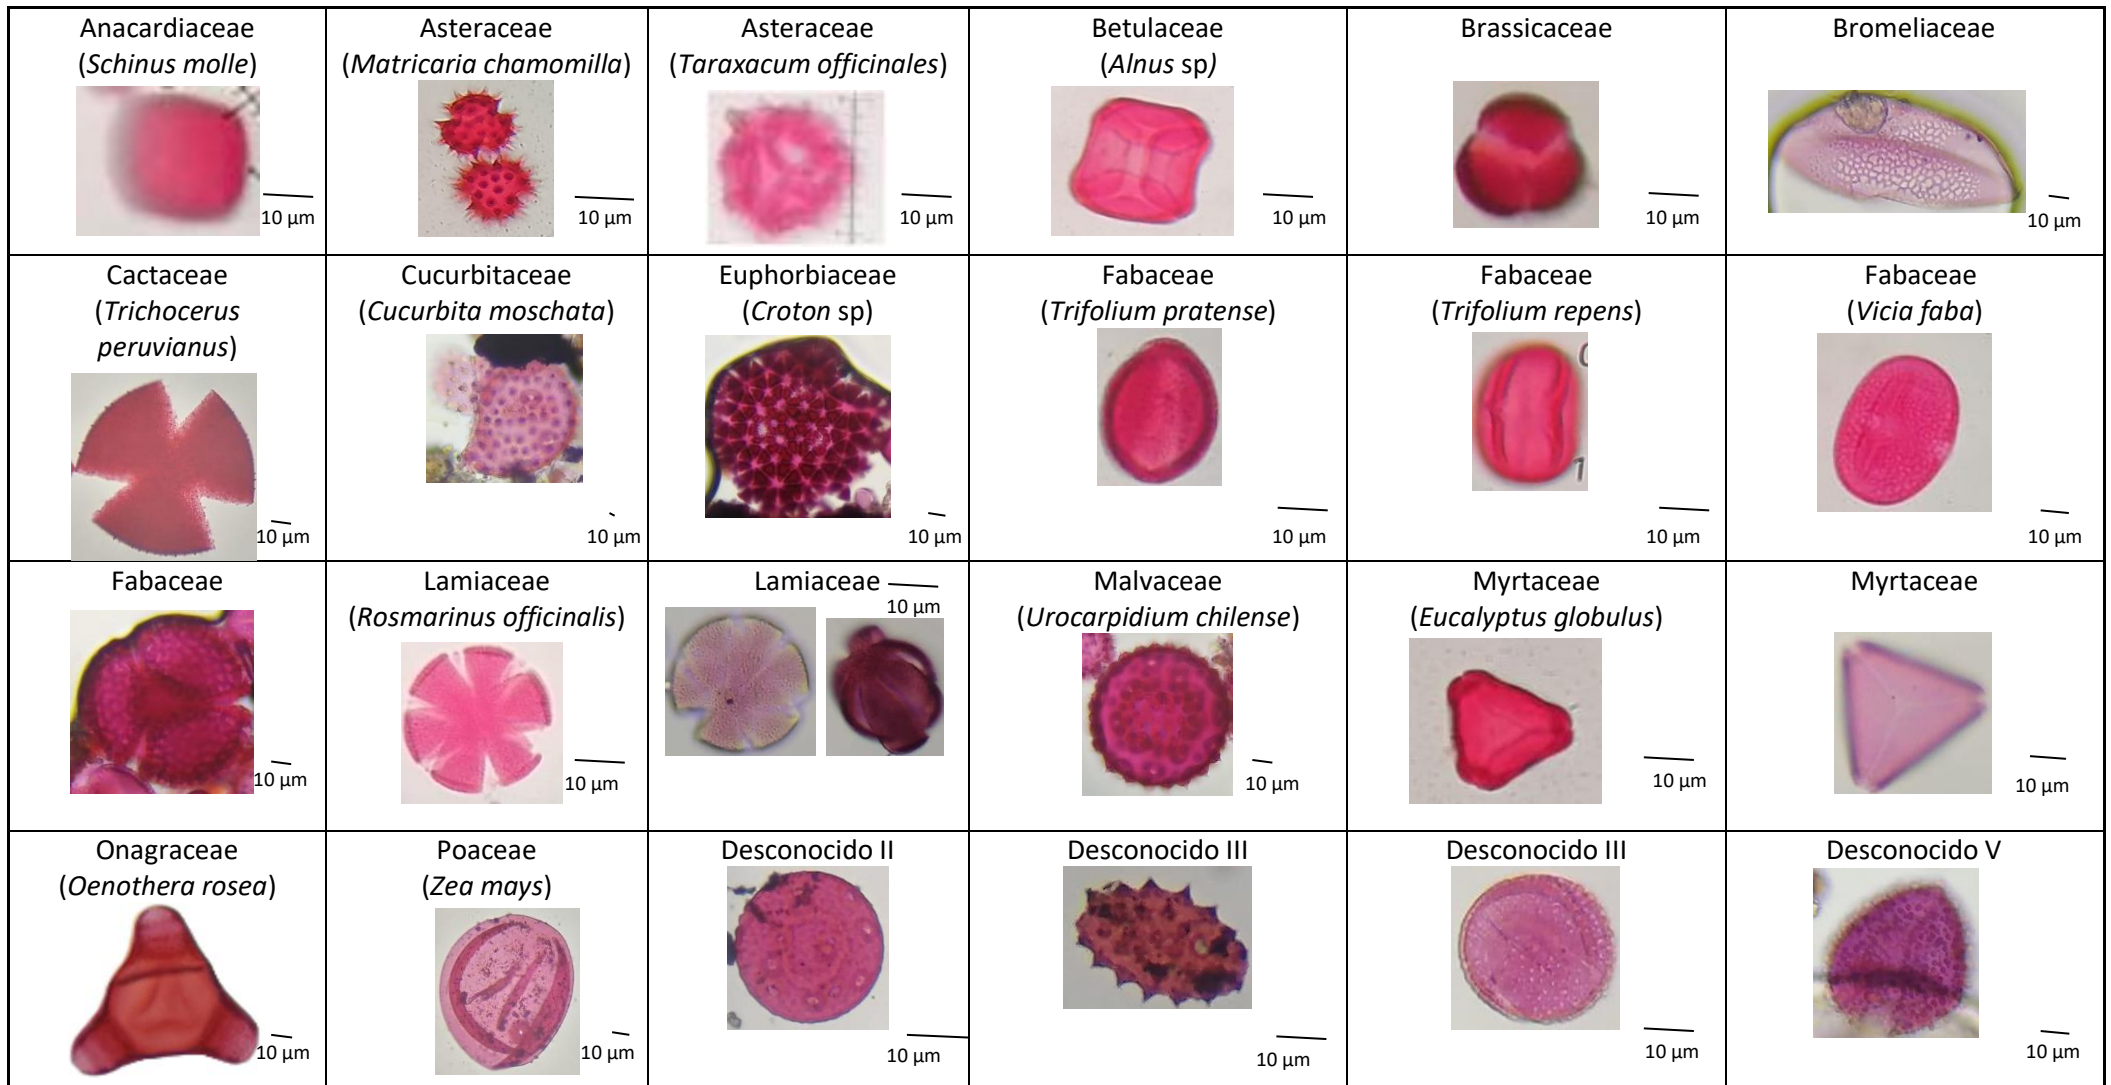 Anacardiaceae
(Schinus molle)
10 µm
Asteraceae
(Matricaria chamomilla)
10 µm
Asteraceae
(Taraxacum officinales)
10 µm
Betulaceae
(Alnus sp)
10 µm
Brassicaceae
10 µm
Bromeliaceae
10 µm
Cactaceae
(Trichocerus
peruvianus)
10 µm
Cucurbitaceae
(Cucurbita moschata)
10 µm
Euphorbiaceae
(Croton sp)
10 µm
Fabaceae
(Trifolium pratense)
10 µm
Fabaceae
(Trifolium repens)
0
1
10 µm
Fabaceae
(Vicia faba)
10 µm
Fabaceae
10 µm
Lamiaceae
(Rosmarinus officinalis)
10 µm
Lamiaceae
10 µm
Malvaceae
(Urocarpidium chilense)
10 µm
Myrtaceae
(Eucalyptus globulus)
10 µm
Myrtaceae
10 µm
Onagraceae
(Oenothera rosea)
10 µm
Poaceae
(Zea mays)
10 µm
Desconocido II
10 µm
Desconocido III
10 µm
Desconocido III
10 µm
Desconocido V
10 µm